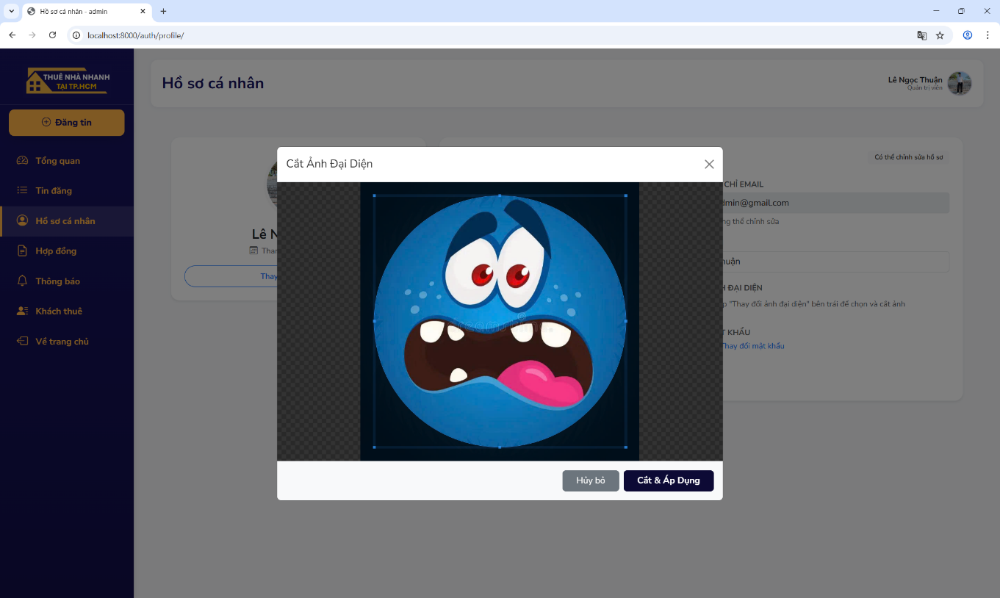 Hồ sơ cá nhân - admin
localhost:8000/auth/profile/
THUÊ NHÀ NHANH
TẠI TP.HCM
Đăng tin
Tổng quan
Tin đăng
Hồ sơ cá nhân
Hợp đồng
Thông báo
Khách thuê
Về trang chủ
Hồ sơ cá nhân
Lê Ngọc Thuận
Quản trị viên
Cắt Ảnh Đại Diện
Có thể chỉnh sửa hồ sơ
CHỈ EMAIL
dmin@gmail.com
ng thể chỉnh sửa
Lê N
Thar
Thay
huận
H ĐẠI DIỆN
p "Thay đổi ảnh đại diện" bên trái để chọn và cắt ảnh
T KHẨU
Thay đổi mật khẩu
dreamstime.
Hủy bỏ
Cắt & Áp Dụng